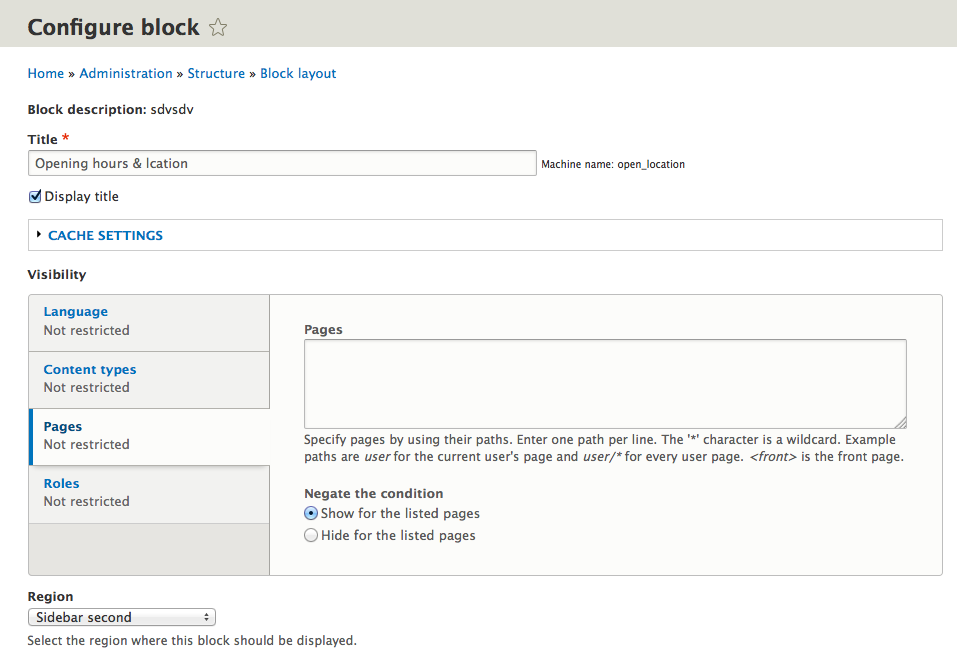 Configure block
Home » Administration » Structure » Block layout
Block description: sdvsdv
Title *
Opening hours & lcation
Machine name: open_location
Display title
CACHE SETTINGS
Visibility
Language
Not restricted
Content types
Not restricted
Pages
Not restricted
Roles
Not restricted
Pages
Specify pages by using their paths. Enter one path per line. The '*' character is a wildcard. Example
paths are user for the current user's page and user/* for every user page. <front> is the front page.
Negate the condition
Show for the listed pages
Hide for the listed pages
Region
Sidebar second
Select the region where this block should be displayed.